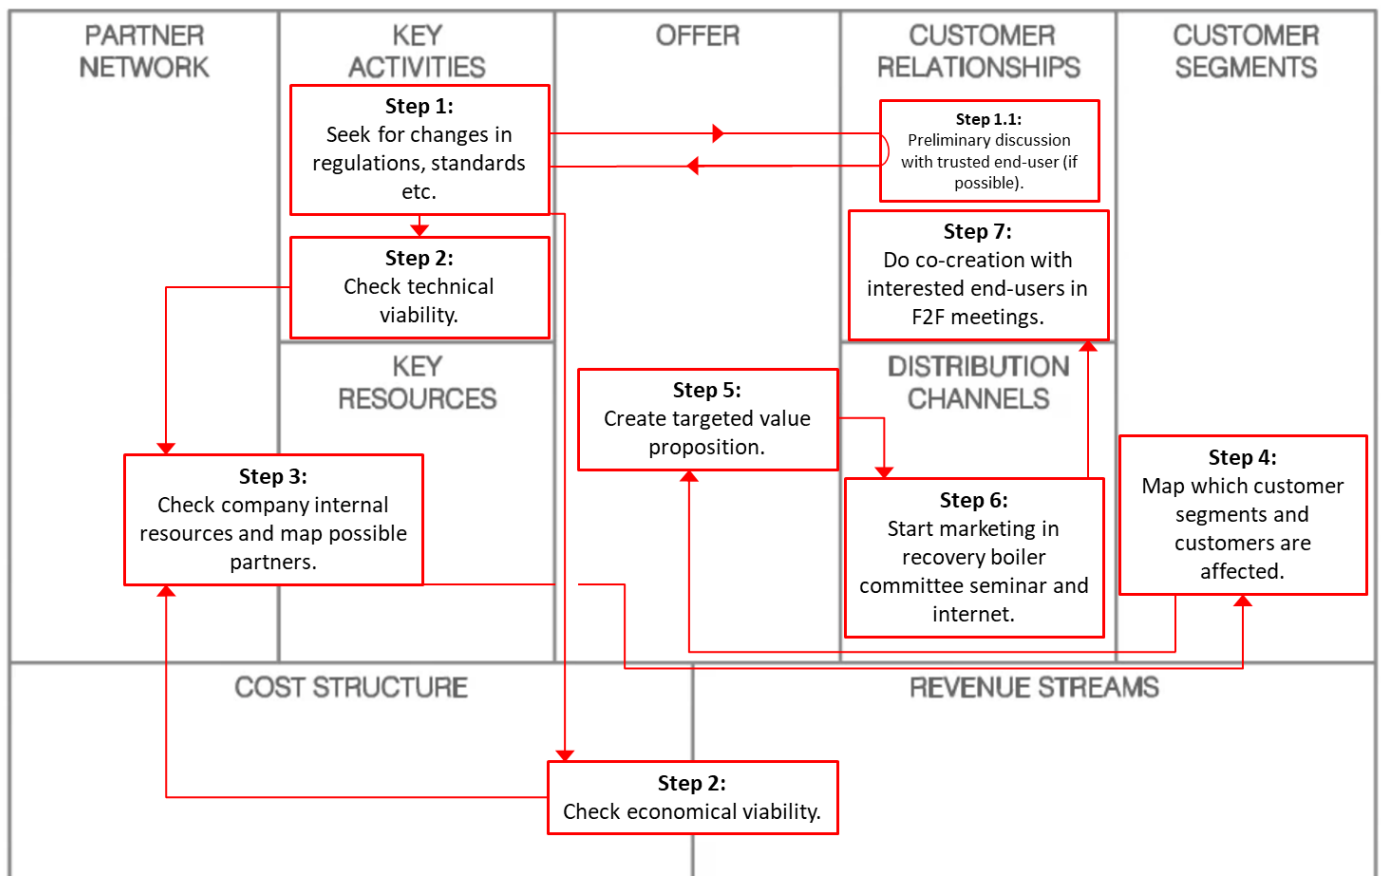 PARTNER
NETWORK
KEY
ACTIVITIES
OFFER
CUSTOMER
RELATIONSHIPS
CUSTOMER
SEGMENTS
Step 1:
Seek for changes in
regulations, standards
etc.
Step 1.1:
Preliminary discussion
with trusted end-user (if
possible).
Step 2:
Check technical
viability.
Step 7:
Do co-creation with
interested end-users in
F2F meetings.
KEY
RESOURCES
DISTRIBUTION
CHANNELS
Step 5:
Create targeted value
proposition.
Step 3:
Check company internal
resources and map possible
partners.
Step 6:
Start marketing in
recovery boiler
committee seminar and
internet.
Step 4:
Map which customer
segments and
customers are
affected.
COST STRUCTURE
REVENUE STREAMS
Step 2:
Check economical viability.